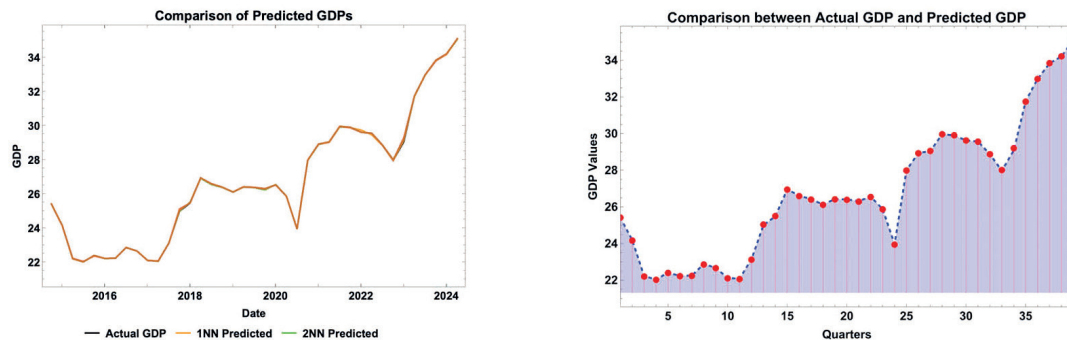 Comparison of Predicted GDPs
34
32
30
28
26
24
22
GDP
2016 2018 2020 2022 2024
Date
Actual GDP 1NN Predicted 2NN Predicted
Comparison between Actual GDP and Predicted GDP
34
32
30
28
26
24
22
GDP Values
5 10 15 20 25 30 35
Quarters